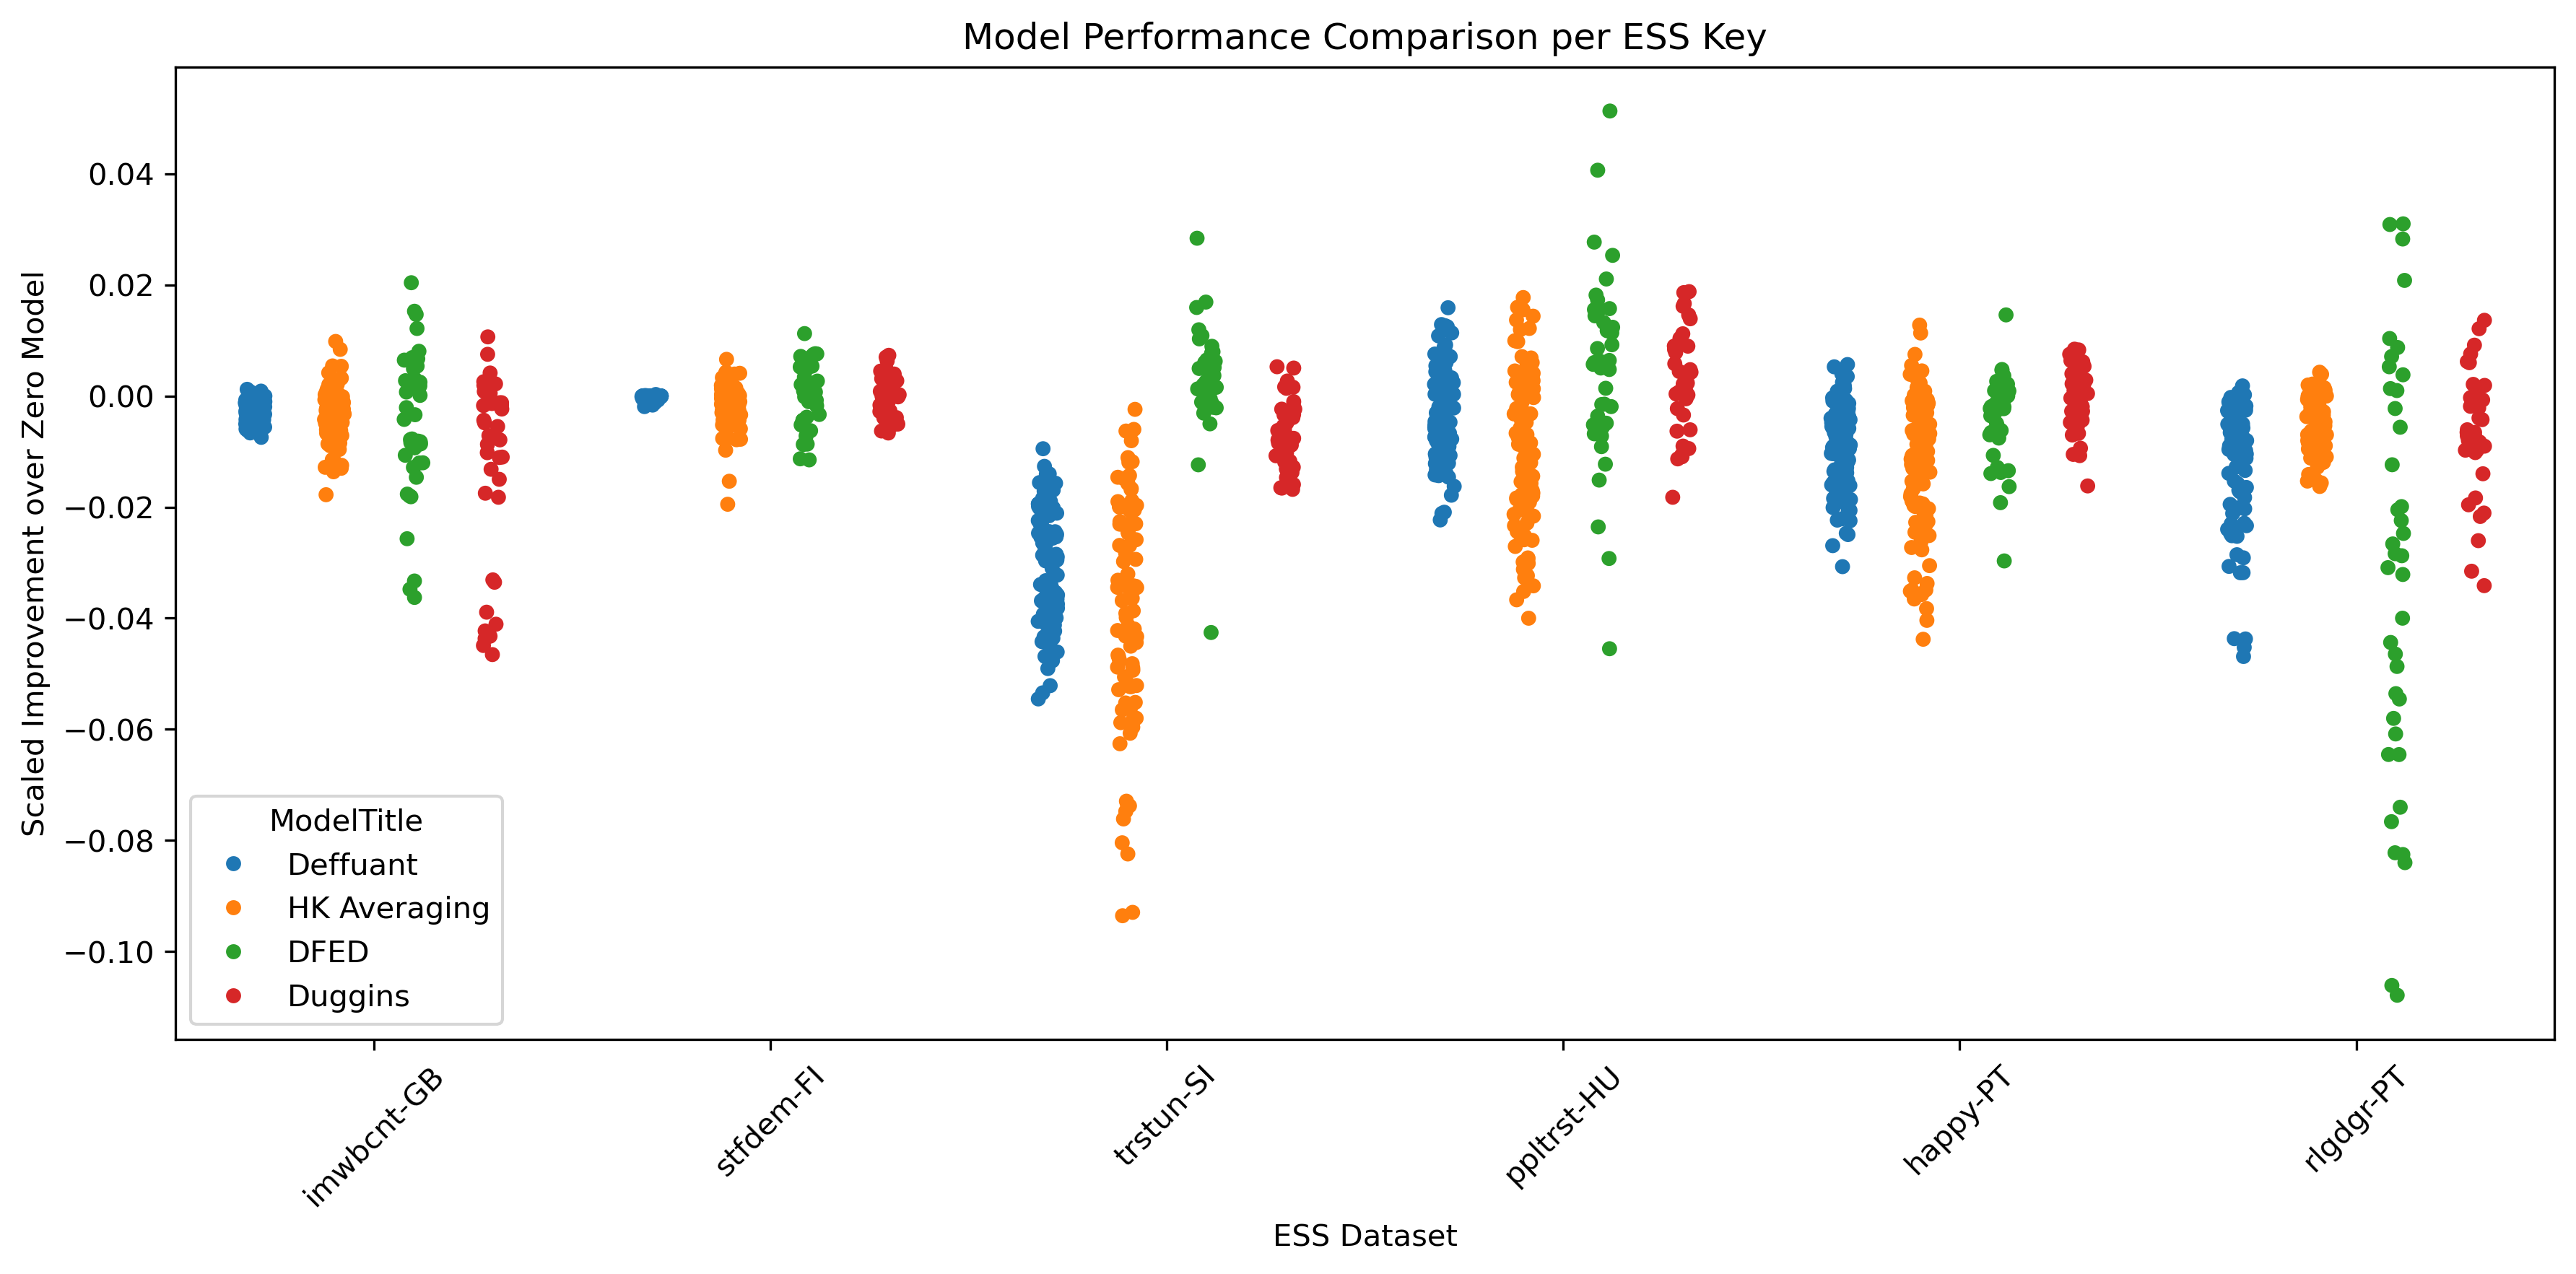 Model Performance Comparison per ESS Key
Scaled Improvement over Zero Model
0.04
0.02
0.00
−0.02
−0.04
−0.06
−0.08
−0.10
ModelTitle
Deffuant
HK Averaging
DFED
Duggins
imwbcnt-GB
stfdem-FI
trstun-SI
ppltrst-HU
happy-PT
rlgdgr-PT
ESS Dataset